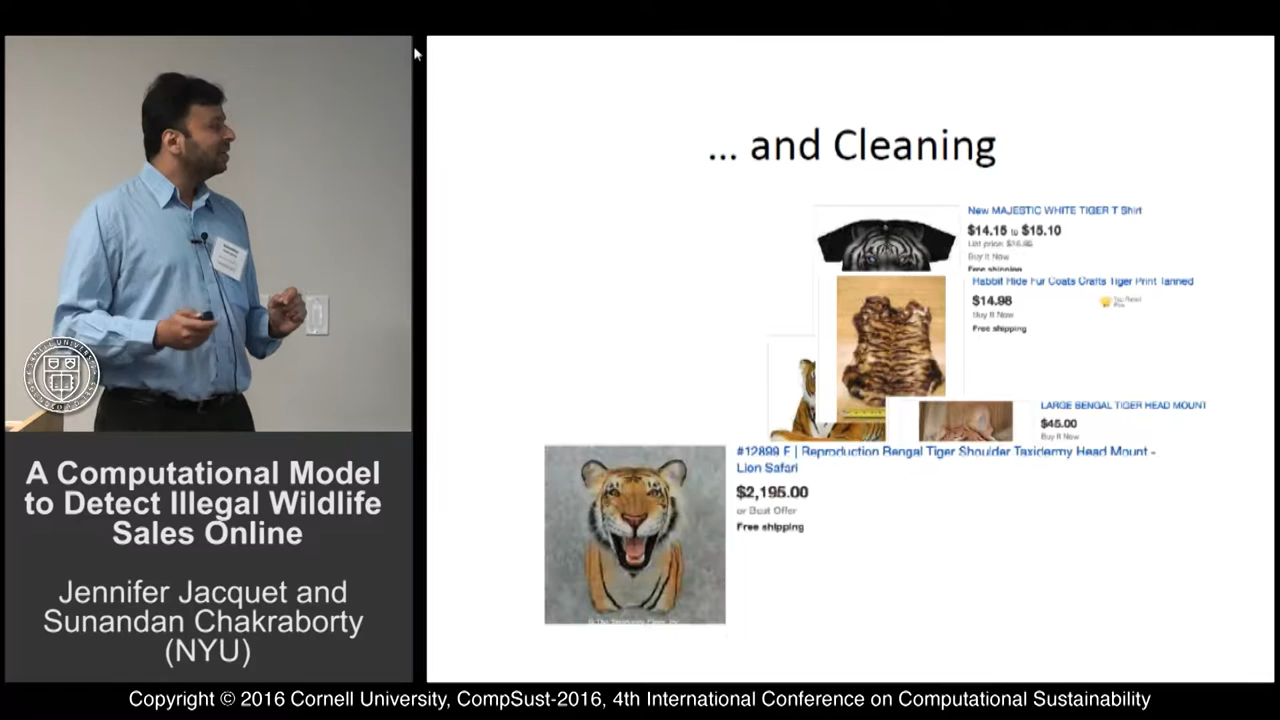 ... and Cleaning
New MAJESTIC WHITE TIGER T Shirt
$14.15 to $15.10
List price: $16.95
Buy It Now
Free shipping
Rabbit Hide Fur Coats Crafts Tiger Print Tanned
$14.98
Buy It Now
Free shipping
LARGE BENGAL TIGER HEAD MOUNT
$45.00
Buy It Now
#12899 F | Reproduction Bengal Tiger Shoulder Taxidermy Head Mount -
Lion Safari
$2,195.00
or Best Offer
Free shipping
A Computational Model
to Detect Illegal Wildlife
Sales Online
Jennifer Jacquet and
Sunandan Chakraborty
(NYU)
Copyright © 2016 Cornell University, CompSust-2016, 4th International Conference on Computational Sustainability